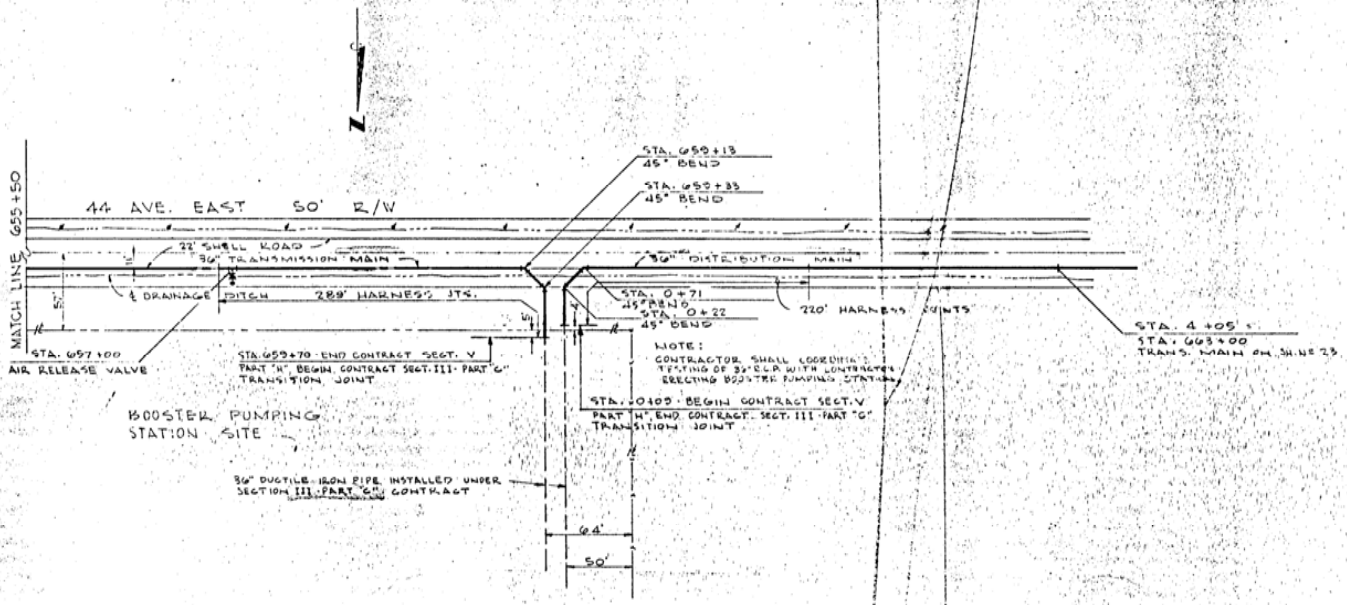 N
STA. 659+13
45° BEND
STA. 659+33
45° BEND
44 AVE. EAST 50' R/W
MATCH LINE 655+50
22' SHELL ROAD
36" TRANSMISSION MAIN
36" DISTRIBUTION MAIN
₵ DRAINAGE DITCH
289' HARNESS JTS.
57'
STA. 0+71
45° BEND
STA. 0+22
45° BEND
220' HARNESS JOINTS
STA. 4+05
STA. 663+00
TRANS. MAIN ON SH. NO 23
STA. 657+00
AIR RELEASE VALVE
STA. 659+70 - END CONTRACT SECT. V
PART "H", BEGIN CONTRACT SECT. III - PART "G"
TRANSITION JOINT
NOTE:
CONTRACTOR SHALL COORDINATE
TESTING OF 36" R.C.P. WITH CONTRACTOR
ERECTING BOOSTER PUMPING STATION
STA. 0+09 - BEGIN CONTRACT SECT. V
PART "H", END CONTRACT SECT. III - PART "G"
TRANSITION JOINT
BOOSTER PUMPING
STATION SITE
36" DUCTILE IRON PIPE INSTALLED UNDER
SECTION III - PART "G" CONTRACT
64'
50'